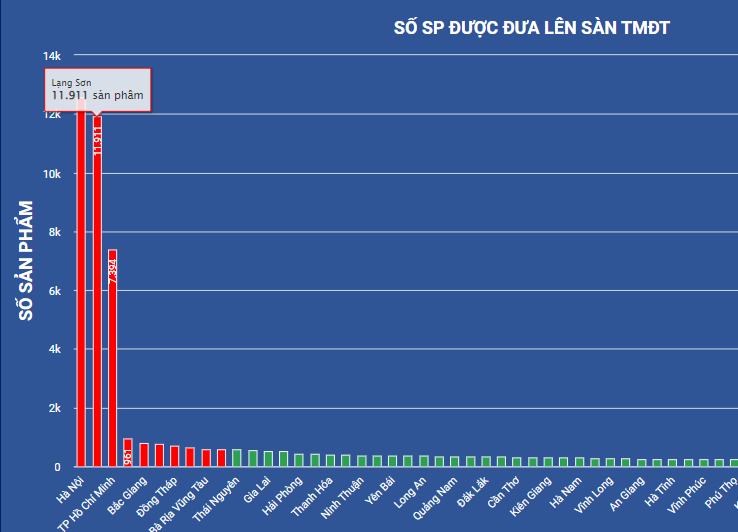 SỐ SP ĐƯỢC ĐƯA LÊN SÀN TMĐT
SỐ SẢN PHẨM
14k
12k
10k
8k
6k
4k
2k
0
Lạng Sơn
11.911 sản phẩm
11.911
7.394
961
Hà Nội
TP Hồ Chí Minh
Bắc Giang
Đồng Tháp
Bà Rịa Vũng Tàu
Thái Nguyên
Gia Lai
Hải Phòng
Thanh Hóa
Ninh Thuận
Yên Bái
Long An
Quảng Nam
Đắk Lắk
Cần Thơ
Kiên Giang
Hà Nam
Vĩnh Long
An Giang
Hà Tĩnh
Vĩnh Phúc
Phú Thọ